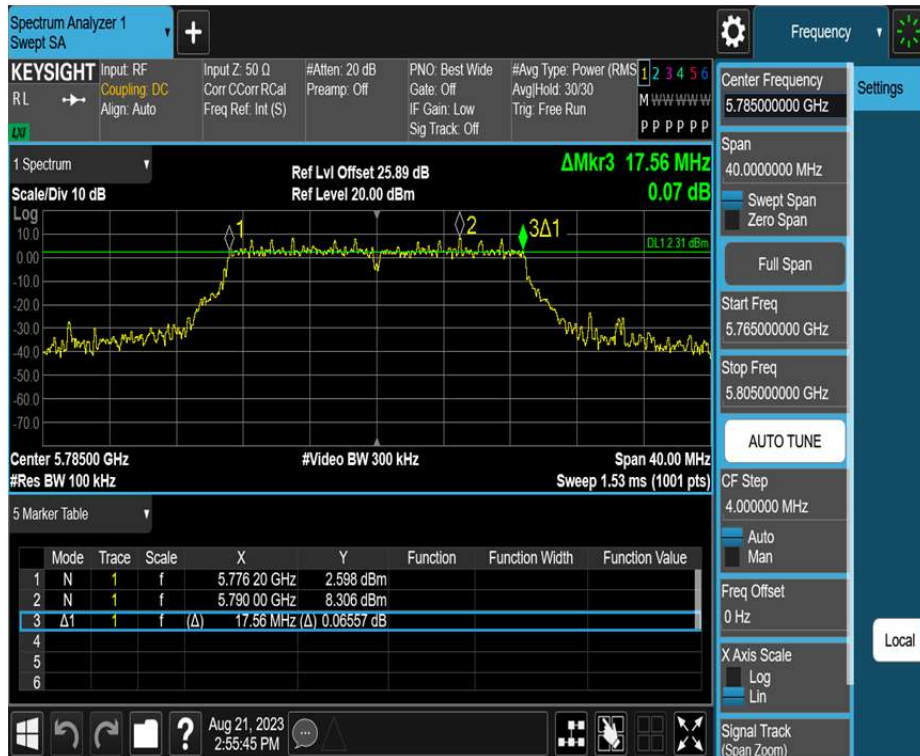 Spectrum Analyzer 1
Swept SA
+
Frequency
KEYSIGHT
RL
LXI
Input: RF
Coupling: DC
Align: Auto
Input Z: 50 Ω
Corr CCorr RCal
Freq Ref: Int (S)
#Atten: 20 dB
Preamp: Off
PNO: Best Wide
Gate: Off
IF Gain: Low
Sig Track: Off
#Avg Type: Power (RMS
Avg|Hold: 30/30
Trig: Free Run
1 2 3 4 5 6
M W W W W W
P P P P P P
1 Spectrum
Scale/Div 10 dB
Ref Lvl Offset 25.89 dB
Ref Level 20.00 dBm
ΔMkr3 17.56 MHz
0.07 dB
Log
10.0
0.00
-10.0
-20.0
-30.0
-40.0
-50.0
-60.0
-70.0
1
2
3Δ1
DL1 2.31 dBm
Center 5.78500 GHz
#Res BW 100 kHz
#Video BW 300 kHz
Span 40.00 MHz
Sweep 1.53 ms (1001 pts)
5 Marker Table
Mode Trace Scale X Y Function Function Width Function Value
1 N 1 f 5.776 20 GHz 2.598 dBm
2 N 1 f 5.790 00 GHz 8.306 dBm
3 Δ1 1 f (Δ) 17.56 MHz (Δ) 0.06557 dB
4
5
6
?
Aug 21, 2023
2:55:45 PM
Center Frequency
5.785000000 GHz
Span
40.0000000 MHz
Swept Span
Zero Span
Full Span
Start Freq
5.765000000 GHz
Stop Freq
5.805000000 GHz
AUTO TUNE
CF Step
4.000000 MHz
Auto
Man
Freq Offset
0 Hz
X Axis Scale
Log
Lin
Signal Track
(Span Zoom)
Settings
Local